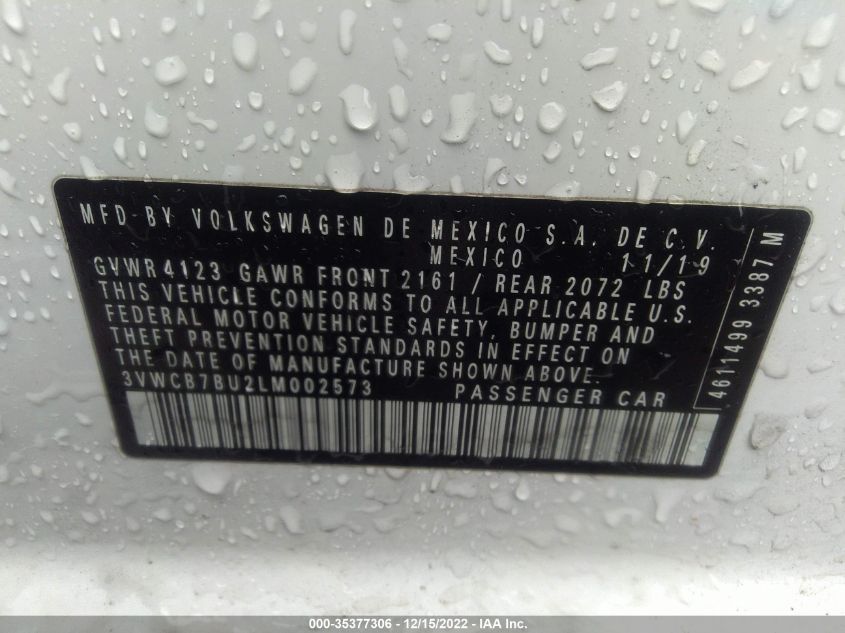 MFD BY VOLKSWAGEN DE MEXICO S.A. DE C.V.
MEXICO 11/19
GVWR 4123 GAWR FRONT 2161 / REAR 2072 LBS
THIS VEHICLE CONFORMS TO ALL APPLICABLE U.S.
FEDERAL MOTOR VEHICLE SAFETY, BUMPER AND
THEFT PREVENTION STANDARDS IN EFFECT ON
THE DATE OF MANUFACTURE SHOWN ABOVE.
3VWCB7BU2LM002573 PASSENGER CAR
4611499 3387 M
000-35377306 - 12/15/2022 - IAA Inc.